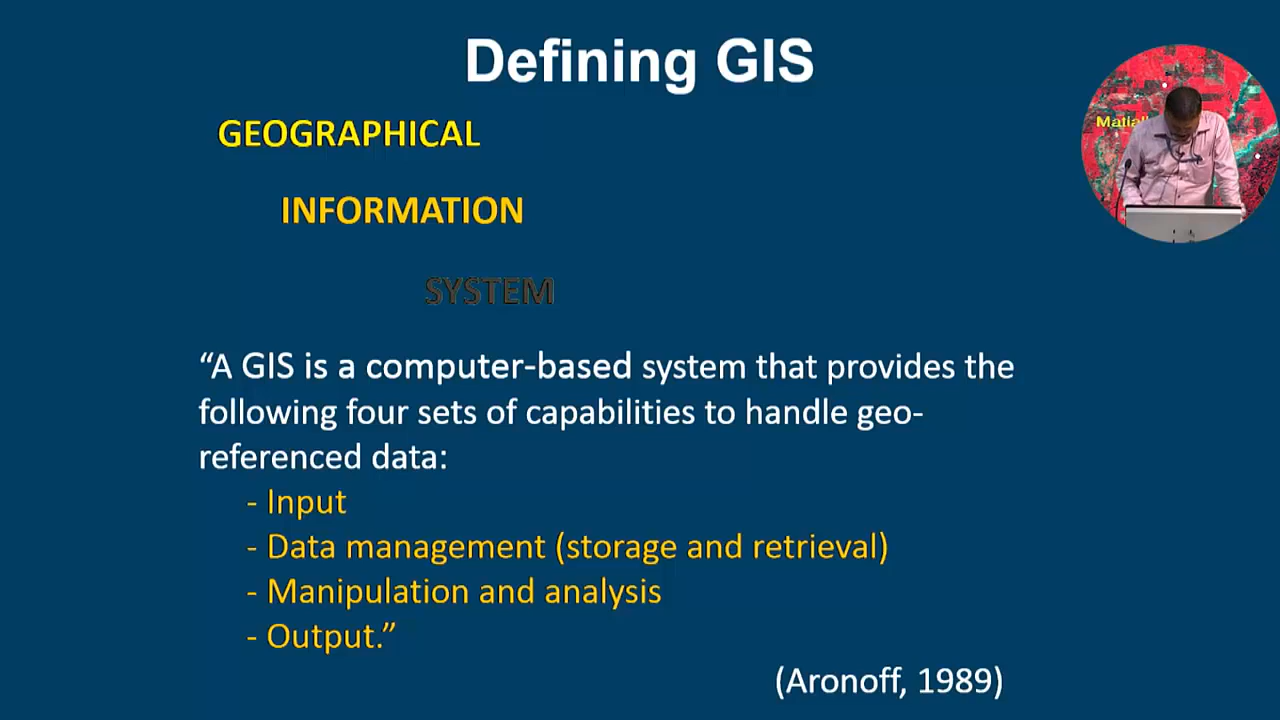 Defining GIS
GEOGRAPHICAL
INFORMATION
SYSTEM
“A GIS is a computer-based system that provides the
following four sets of capabilities to handle geo-
referenced data:
- Input
- Data management (storage and retrieval)
- Manipulation and analysis
- Output.”
(Aronoff, 1989)